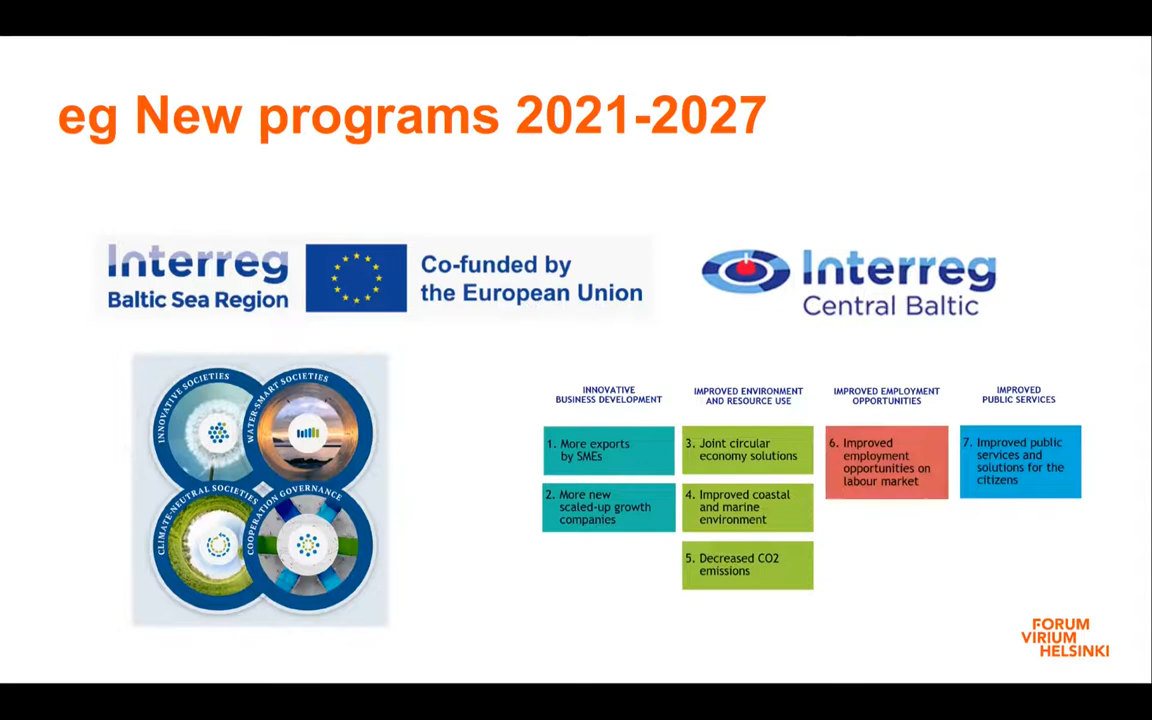 eg New programs 2021-2027
Interreg
Baltic Sea Region
Co-funded by
the European Union
Interreg
Central Baltic
INNOVATIVE SOCIETIES
WATER-SMART SOCIETIES
CLIMATE-NEUTRAL SOCIETIES
COOPERATION GOVERNANCE
INNOVATIVE
BUSINESS DEVELOPMENT
1. More exports
by SMEs
2. More new
scaled-up growth
companies
IMPROVED ENVIRONMENT
AND RESOURCE USE
3. Joint circular
economy solutions
4. Improved coastal
and marine
environment
5. Decreased CO2
emissions
IMPROVED EMPLOYMENT
OPPORTUNITIES
6. Improved
employment
opportunities on
labour market
IMPROVED
PUBLIC SERVICES
7. Improved public
services and
solutions for the
citizens
FORUM
VIRIUM
HELSINKI